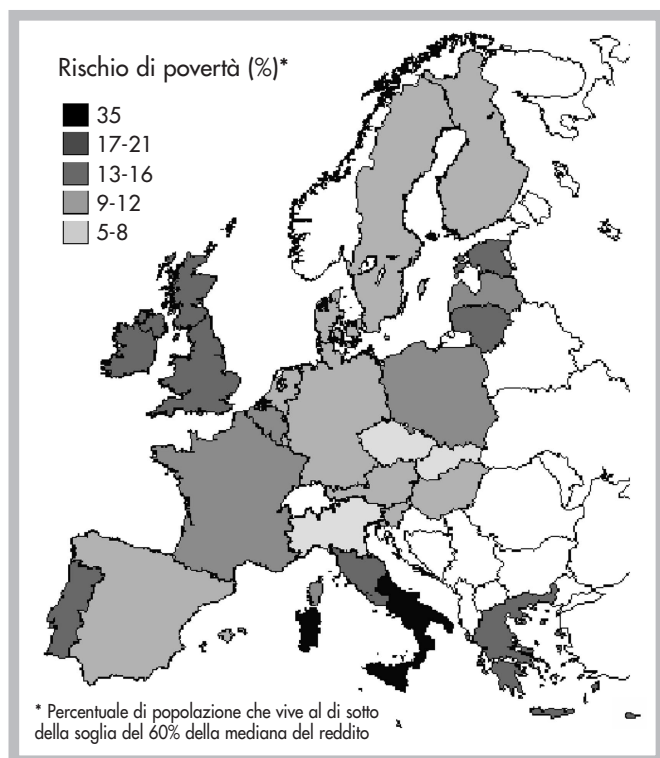 Rischio di povertà (%)*
35
17-21
13-16
9-12
5-8
* Percentuale di popolazione che vive al di sotto
della soglia del 60% della mediana del reddito